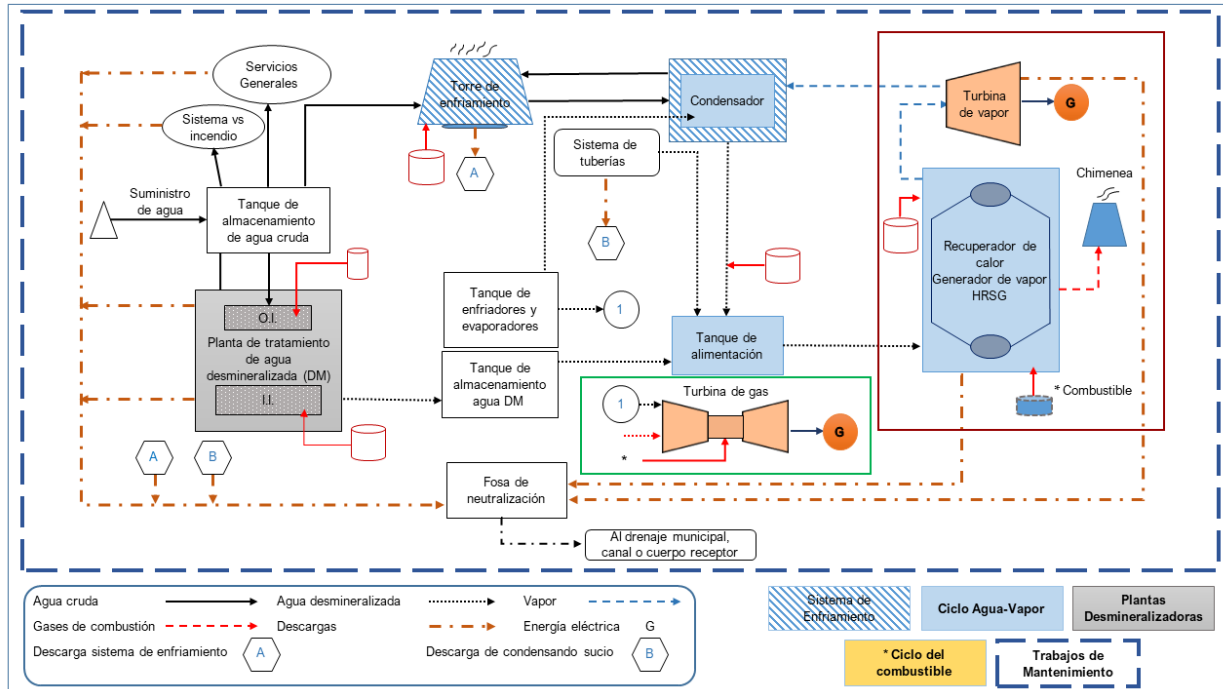 Servicios
Generales
Sistema vs
incendio
Suministro
de agua
Tanque de
almacenamiento
de agua cruda
O.I.
Planta de tratamiento
de agua
desmineralizada (DM)
I.I.
A
B
Torre de
enfriamiento
A
Condensador
Sistema de
tuberías
B
Tanque de
enfriadores y
evaporadores
1
Tanque de
almacenamiento
agua DM
Tanque de
alimentación
Turbina de gas
1
*
G
Turbina
de vapor
G
Chimenea
Recuperador de
calor
Generador de vapor
HRSG
* Combustible
Fosa de
neutralización
Al drenaje municipal,
canal o cuerpo receptor
Agua cruda
Agua desmineralizada
Vapor
Gases de combustión
Descargas
Energía eléctrica G
Descarga sistema de enfriamiento A
Descarga de condensando sucio B
Sistema de
Enfriamiento
Ciclo Agua-Vapor
Plantas
Desmineralizadoras
* Ciclo del
combustible
Trabajos de
Mantenimiento